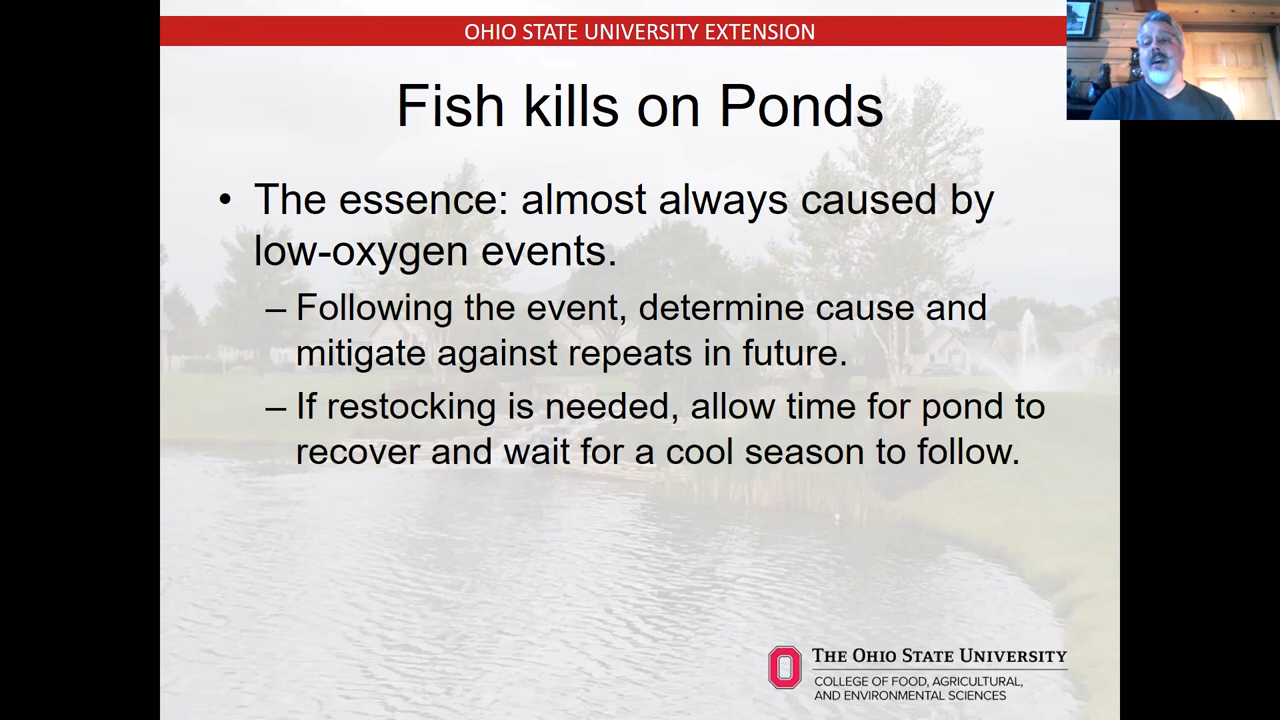 OHIO STATE UNIVERSITY EXTENSION
Fish kills on Ponds
• The essence: almost always caused by
low-oxygen events.
– Following the event, determine cause and
mitigate against repeats in future.
– If restocking is needed, allow time for pond to
recover and wait for a cool season to follow.
THE OHIO STATE UNIVERSITY
COLLEGE OF FOOD, AGRICULTURAL,
AND ENVIRONMENTAL SCIENCES